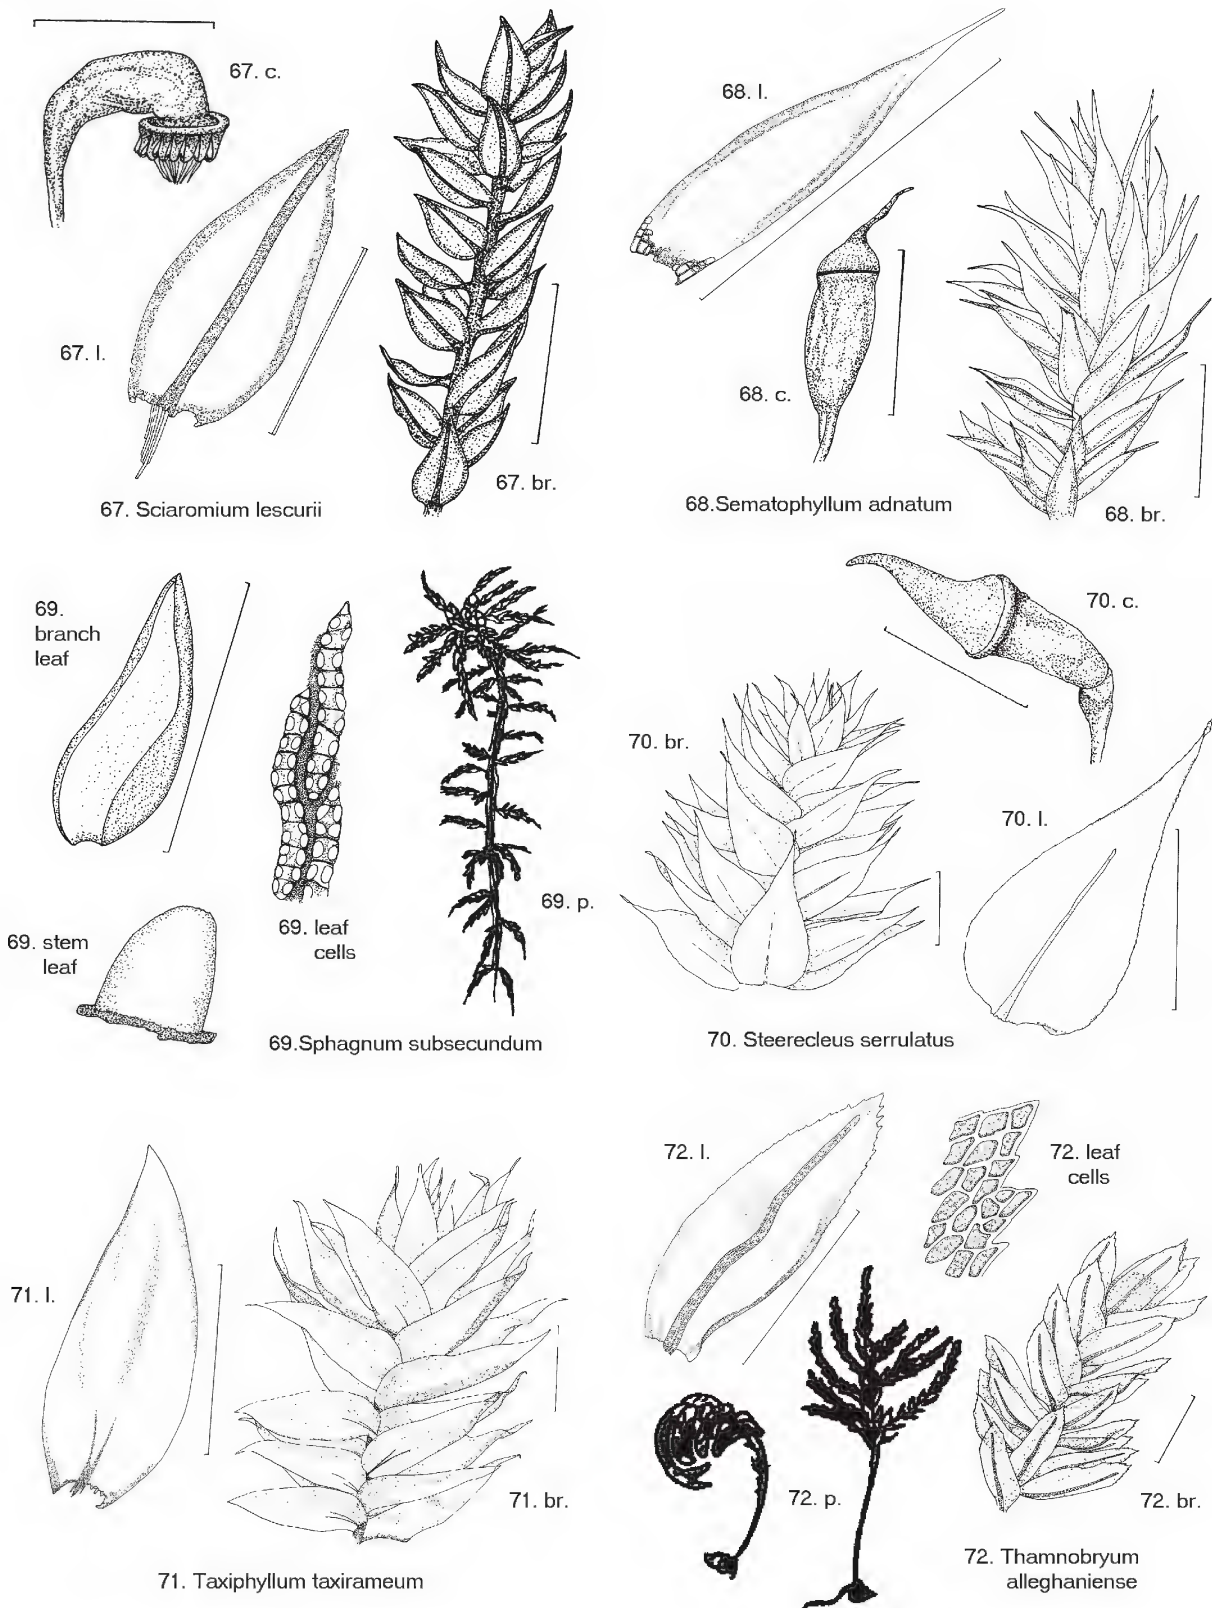 67. c.
67. l.
67. br.
67. Sciaromium lescurii
68. l.
68. c.
68. br.
68.Sematophyllum adnatum
69.
branch
leaf
69. stem
leaf
69. leaf
cells
69. p.
69.Sphagnum subsecundum
70. c.
70. br.
70. l.
70. Steerecleus serrulatus
71. l.
71. br.
71. Taxiphyllum taxirameum
72. l.
72. leaf
cells
72. p.
72. br.
72. Thamnobryum
alleghaniense